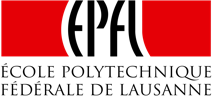 EPFL
ÉCOLE POLYTECHNIQUE
FÉDÉRALE DE LAUSANNE